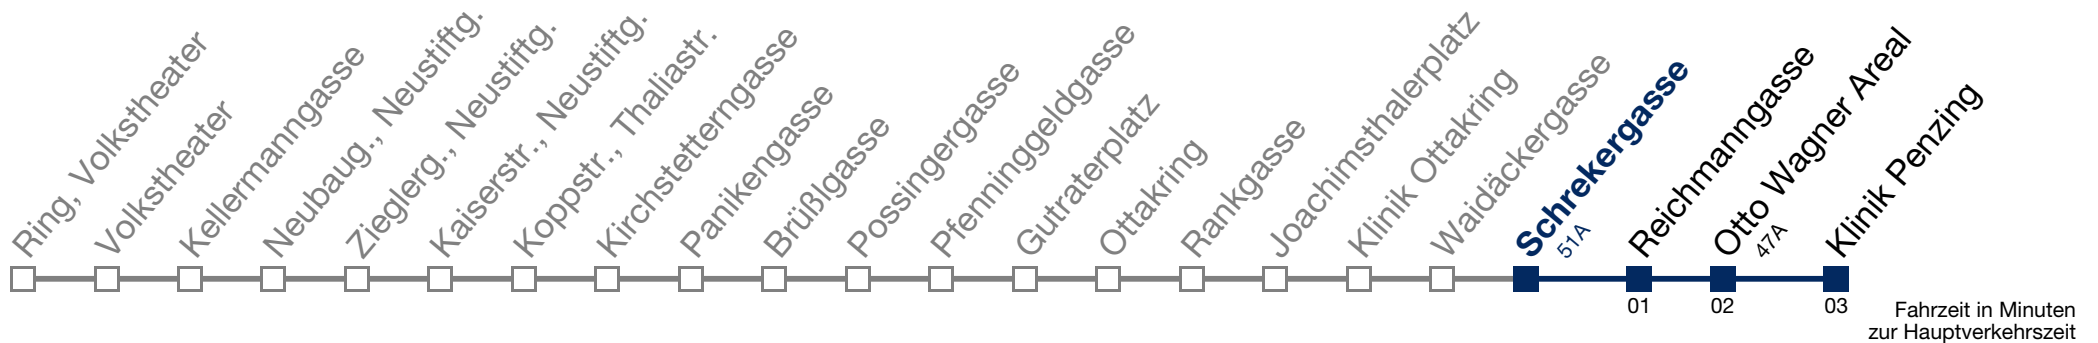 Ring, Volkstheater
Volkstheater
Kellermanngasse
Neubaug., Neustiftg.
Zieglerg., Neustiftg.
Kaiserstr., Neustiftg.
Koppstr., Thaliastr.
Kirchstetterngasse
Panikengasse
Brüßlgasse
Possingergasse
Pfenninggeldgasse
Gutraterplatz
Ottakring
Rankgasse
Joachimsthalerplatz
Klinik Ottakring
Waidäckergasse
Schrekergasse
51A
Reichmanngasse
Otto Wagner Areal
47A
Klinik Penzing
01
02
03
Fahrzeit in Minuten
zur Hauptverkehrszeit